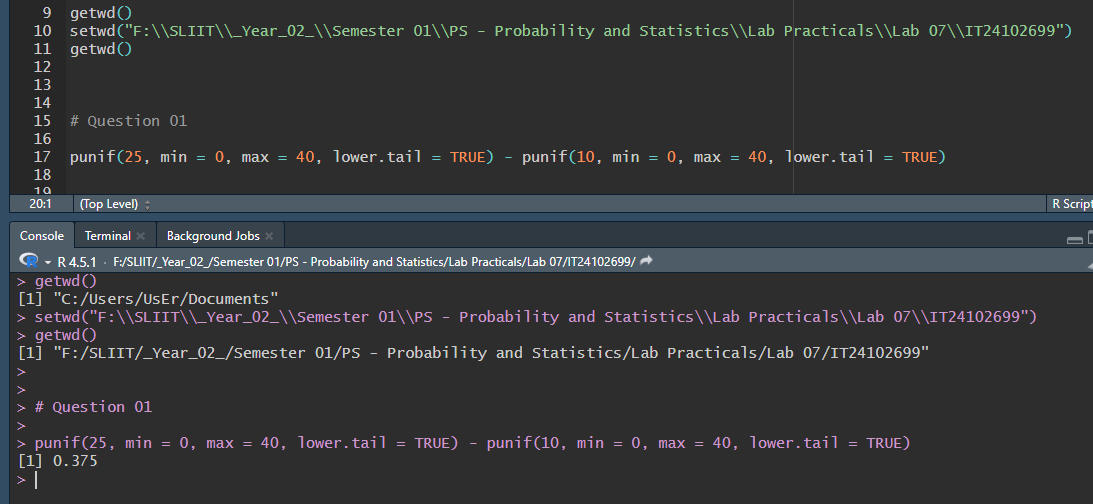 9 getwd()
10 setwd("F:\\SLIIT\\_Year_02_\\Semester 01\\PS - Probability and Statistics\\Lab Practicals\\Lab 07\\IT24102699")
11 getwd()
12
13
14
15 # Question 01
16
17 punif(25, min = 0, max = 40, lower.tail = TRUE) - punif(10, min = 0, max = 40, lower.tail = TRUE)
18
19
20:1 (Top Level) R Script
Console Terminal Background Jobs
R 4.5.1 · F:/SLIIT/_Year_02_/Semester 01/PS - Probability and Statistics/Lab Practicals/Lab 07/IT24102699/
> getwd()
[1] "C:/Users/UsEr/Documents"
> setwd("F:\\SLIIT\\_Year_02_\\Semester 01\\PS - Probability and Statistics\\Lab Practicals\\Lab 07\\IT24102699")
> getwd()
[1] "F:/SLIIT/_Year_02_/Semester 01/PS - Probability and Statistics/Lab Practicals/Lab 07/IT24102699"
>
>
> # Question 01
>
> punif(25, min = 0, max = 40, lower.tail = TRUE) - punif(10, min = 0, max = 40, lower.tail = TRUE)
[1] 0.375
>